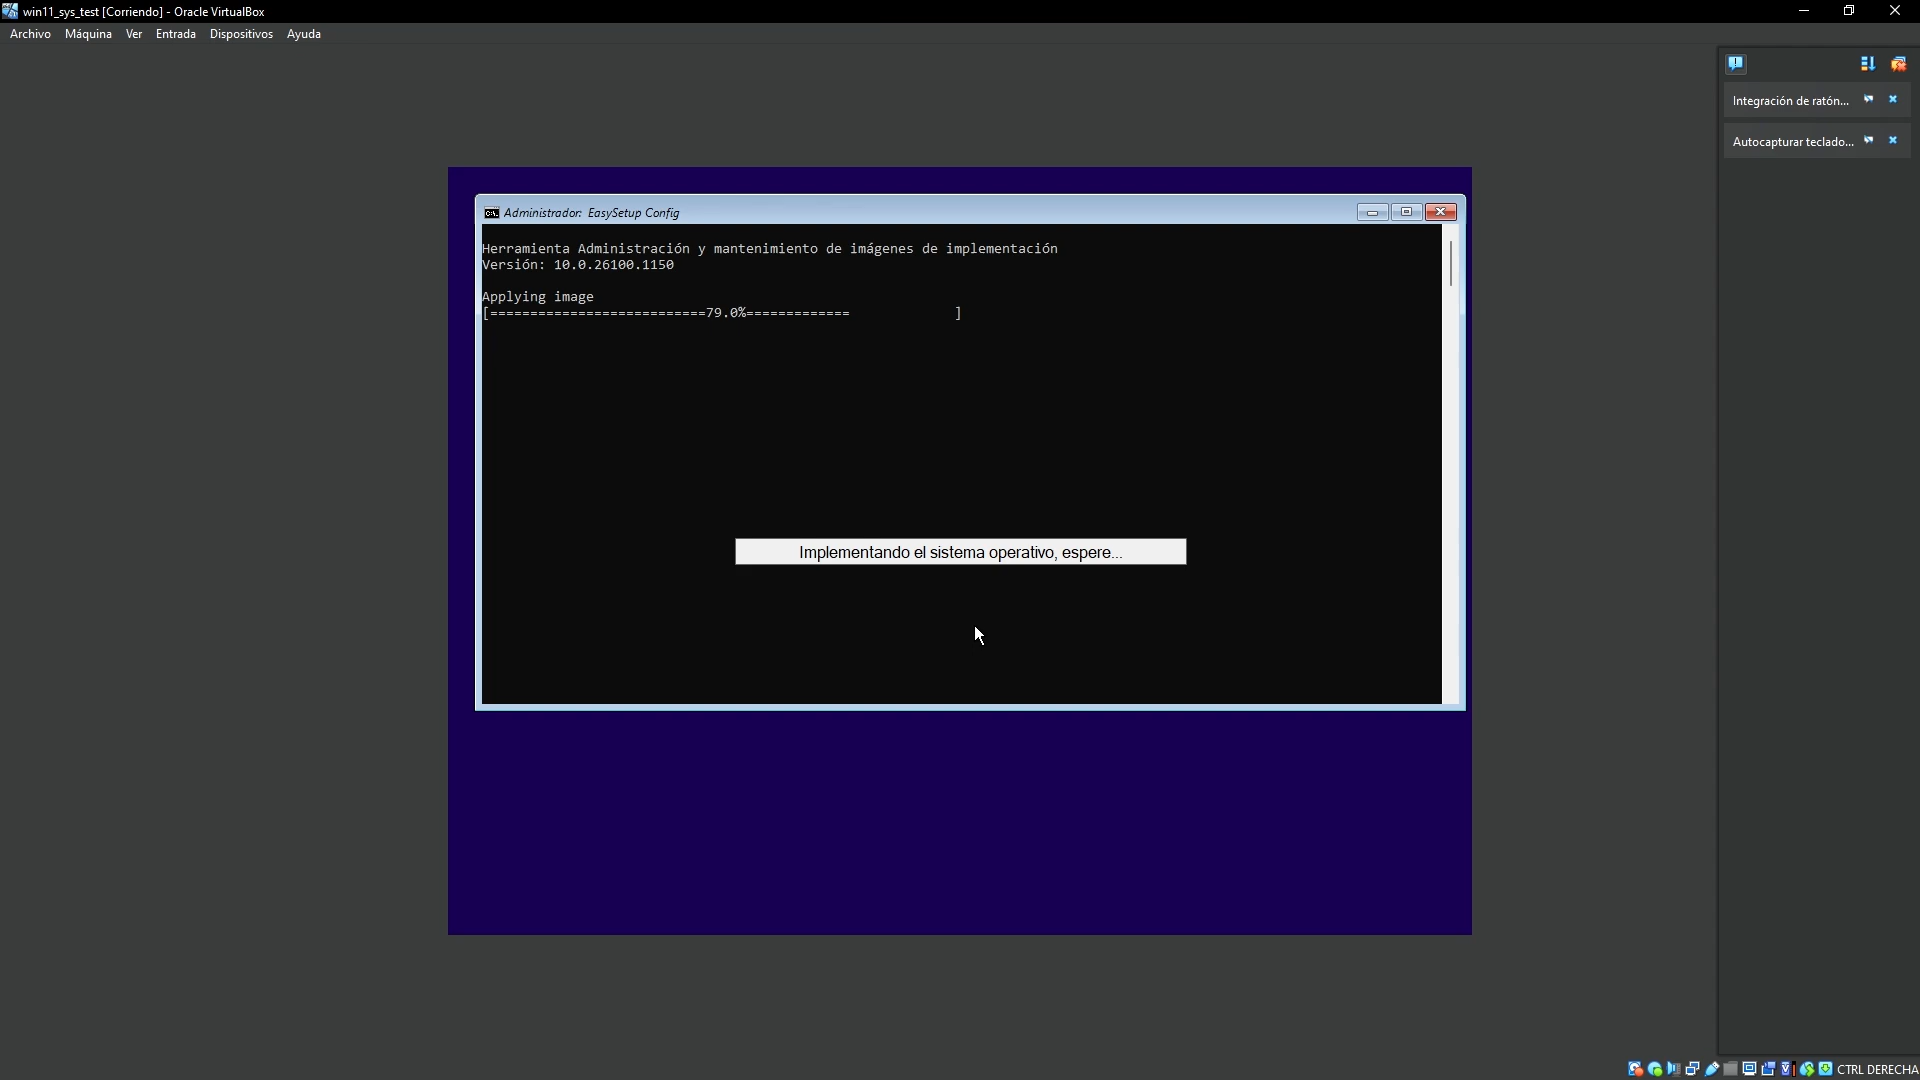 win11_sys_test [Corriendo] - Oracle VirtualBox
Archivo Máquina Ver Entrada Dispositivos Ayuda
Integración de ratón...
Autocapturar teclado...
Administrador: EasySetup Config
Herramienta Administración y mantenimiento de imágenes de implementación
Versión: 10.0.26100.1150
Applying image
[===========================79.0%=============             ]
Implementando el sistema operativo, espere...
CTRL DERECHA